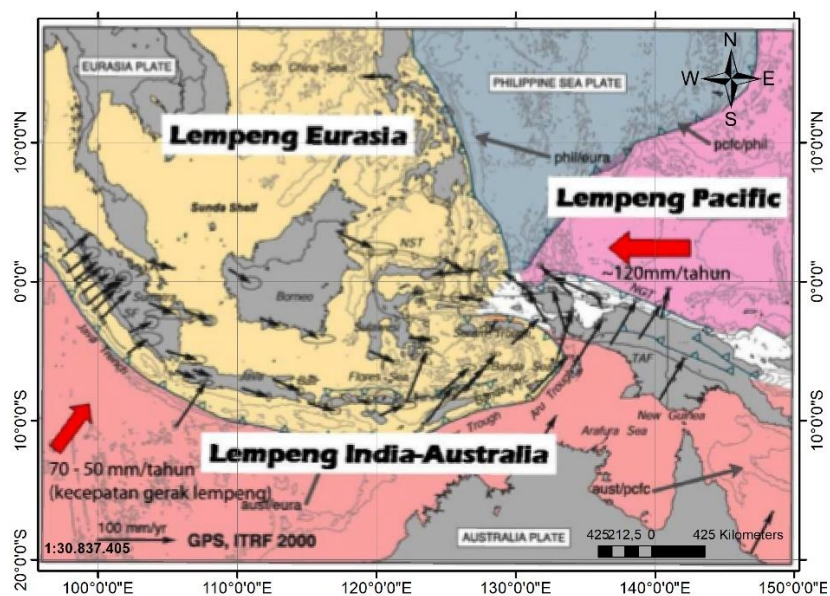 N
W E
S
EURASIA PLATE
South China Sea
PHILIPPINE SEA PLATE
Lempeng Eurasia
phil/eura
pcfc/phil
Lempeng Pacific
Sunda Shelf
NST
~120mm/tahun
NGT
Borneo
SF
Java Trench
Java
Flores Sea
Banda Sea
TAF
Aru Trough
New Guinea
Trough
Arafura Sea
Lempeng India-Australia
70 - 50 mm/tahun
(kecepatan gerak lempeng)
aust/eura
aust/pcfc
100 mm/yr
GPS, ITRF 2000
AUSTRALIA PLATE
1:30.837.405
425212,5 0 425 Kilometers
10°0'0"N
0°0'0"
10°0'0"S
20°0'0"S
10°0'0"N
0°0'0"
10°0'0"S
20°0'0"S
100°0'0"E 110°0'0"E 120°0'0"E 130°0'0"E 140°0'0"E 150°0'0"E